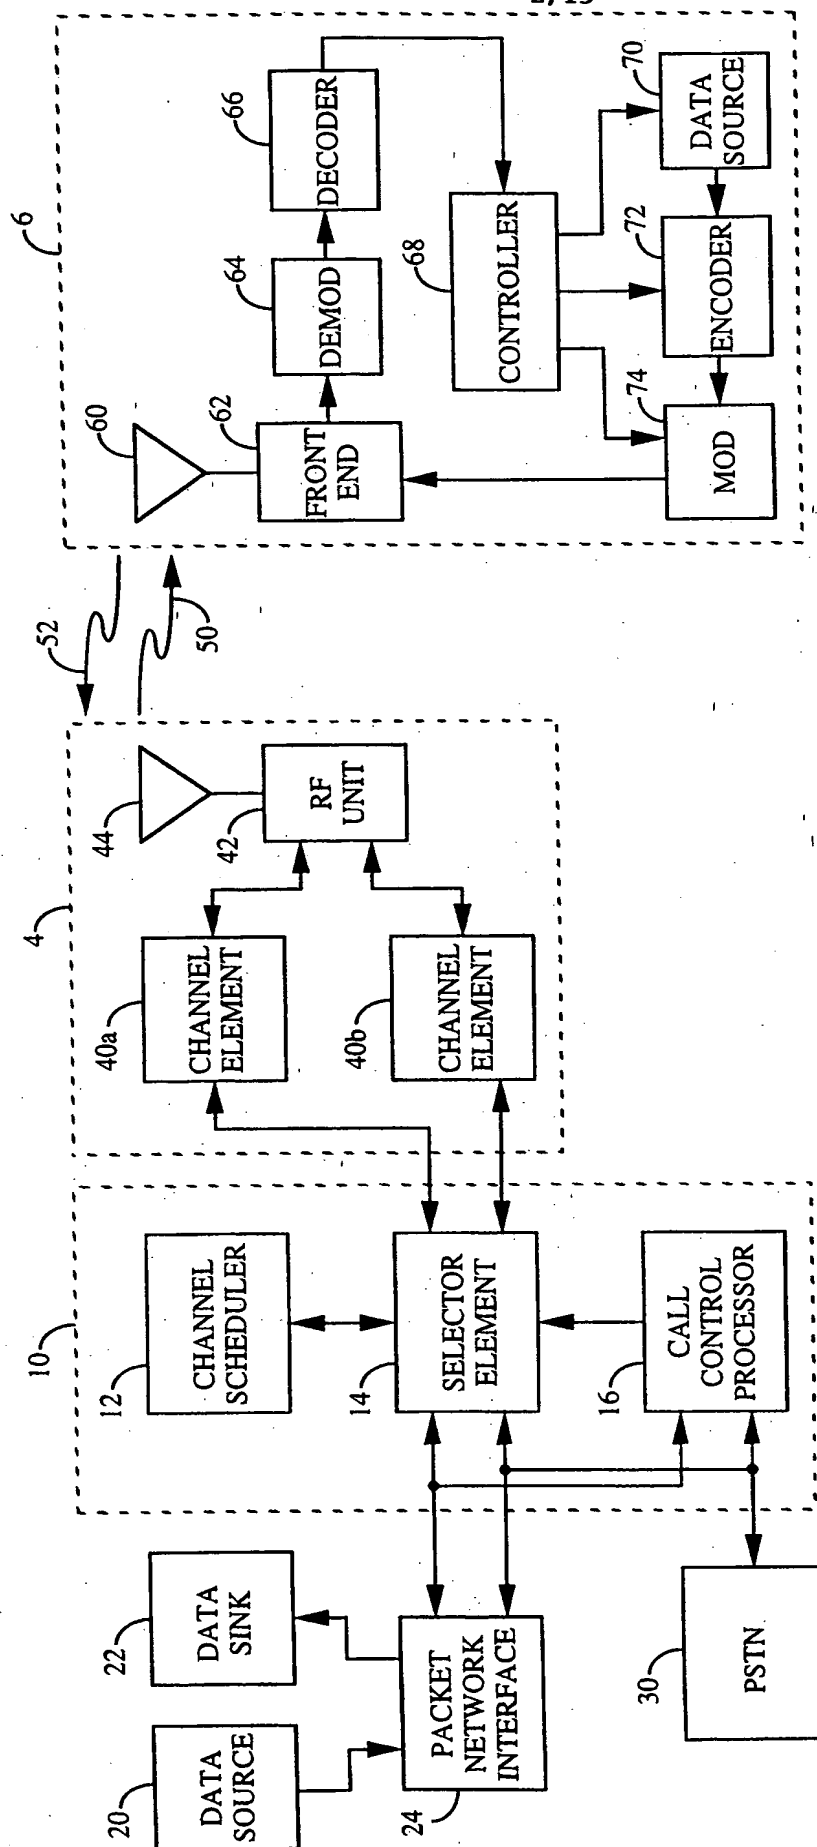 6
60
62
FRONT
END
64
DEMOD
66
DECODER
68
CONTROLLER
70
DATA
SOURCE
72
ENCODER
74
MOD
52
50
4
44
42
RF
UNIT
40a
CHANNEL
ELEMENT
40b
CHANNEL
ELEMENT
10
12
CHANNEL
SCHEDULER
14
SELECTOR
ELEMENT
16
CALL
CONTROL
PROCESSOR
20
DATA
SOURCE
22
DATA
SINK
24
PACKET
NETWORK
INTERFACE
30
PSTN